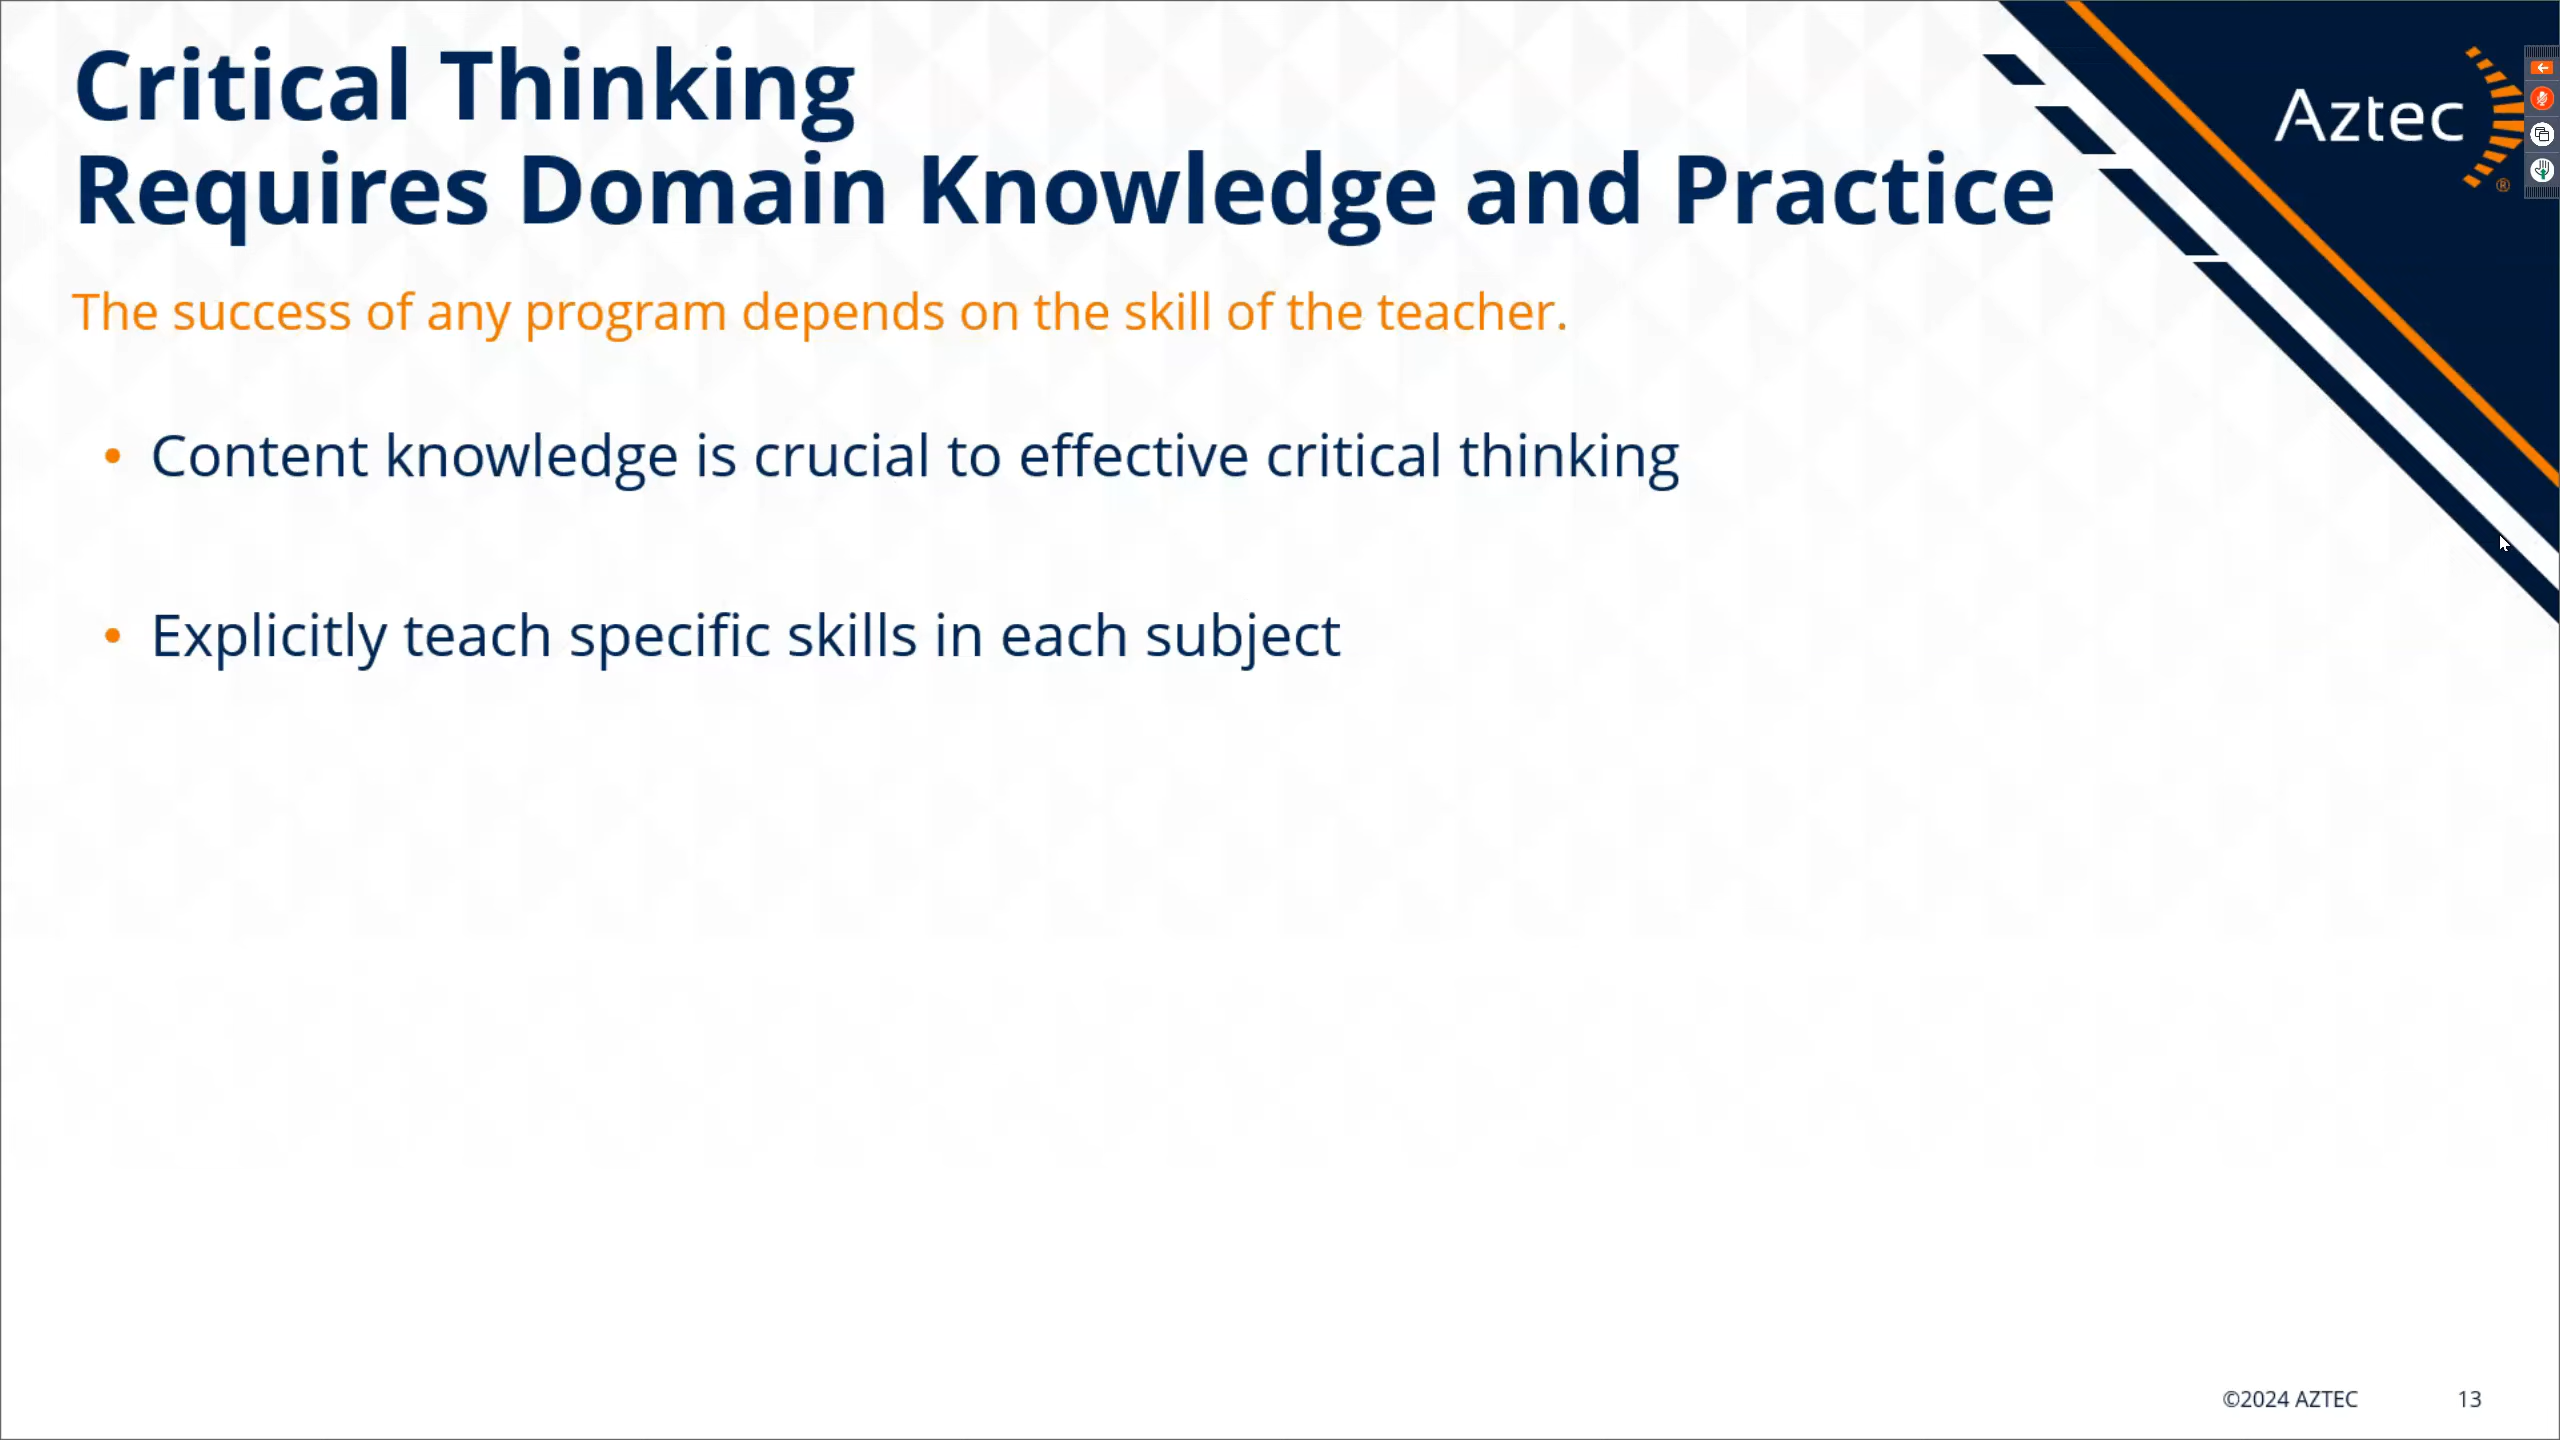 Critical Thinking
Requires Domain Knowledge and Practice
Aztec
®
The success of any program depends on the skill of the teacher.
• Content knowledge is crucial to effective critical thinking
• Explicitly teach specific skills in each subject
©2024 AZTEC 13